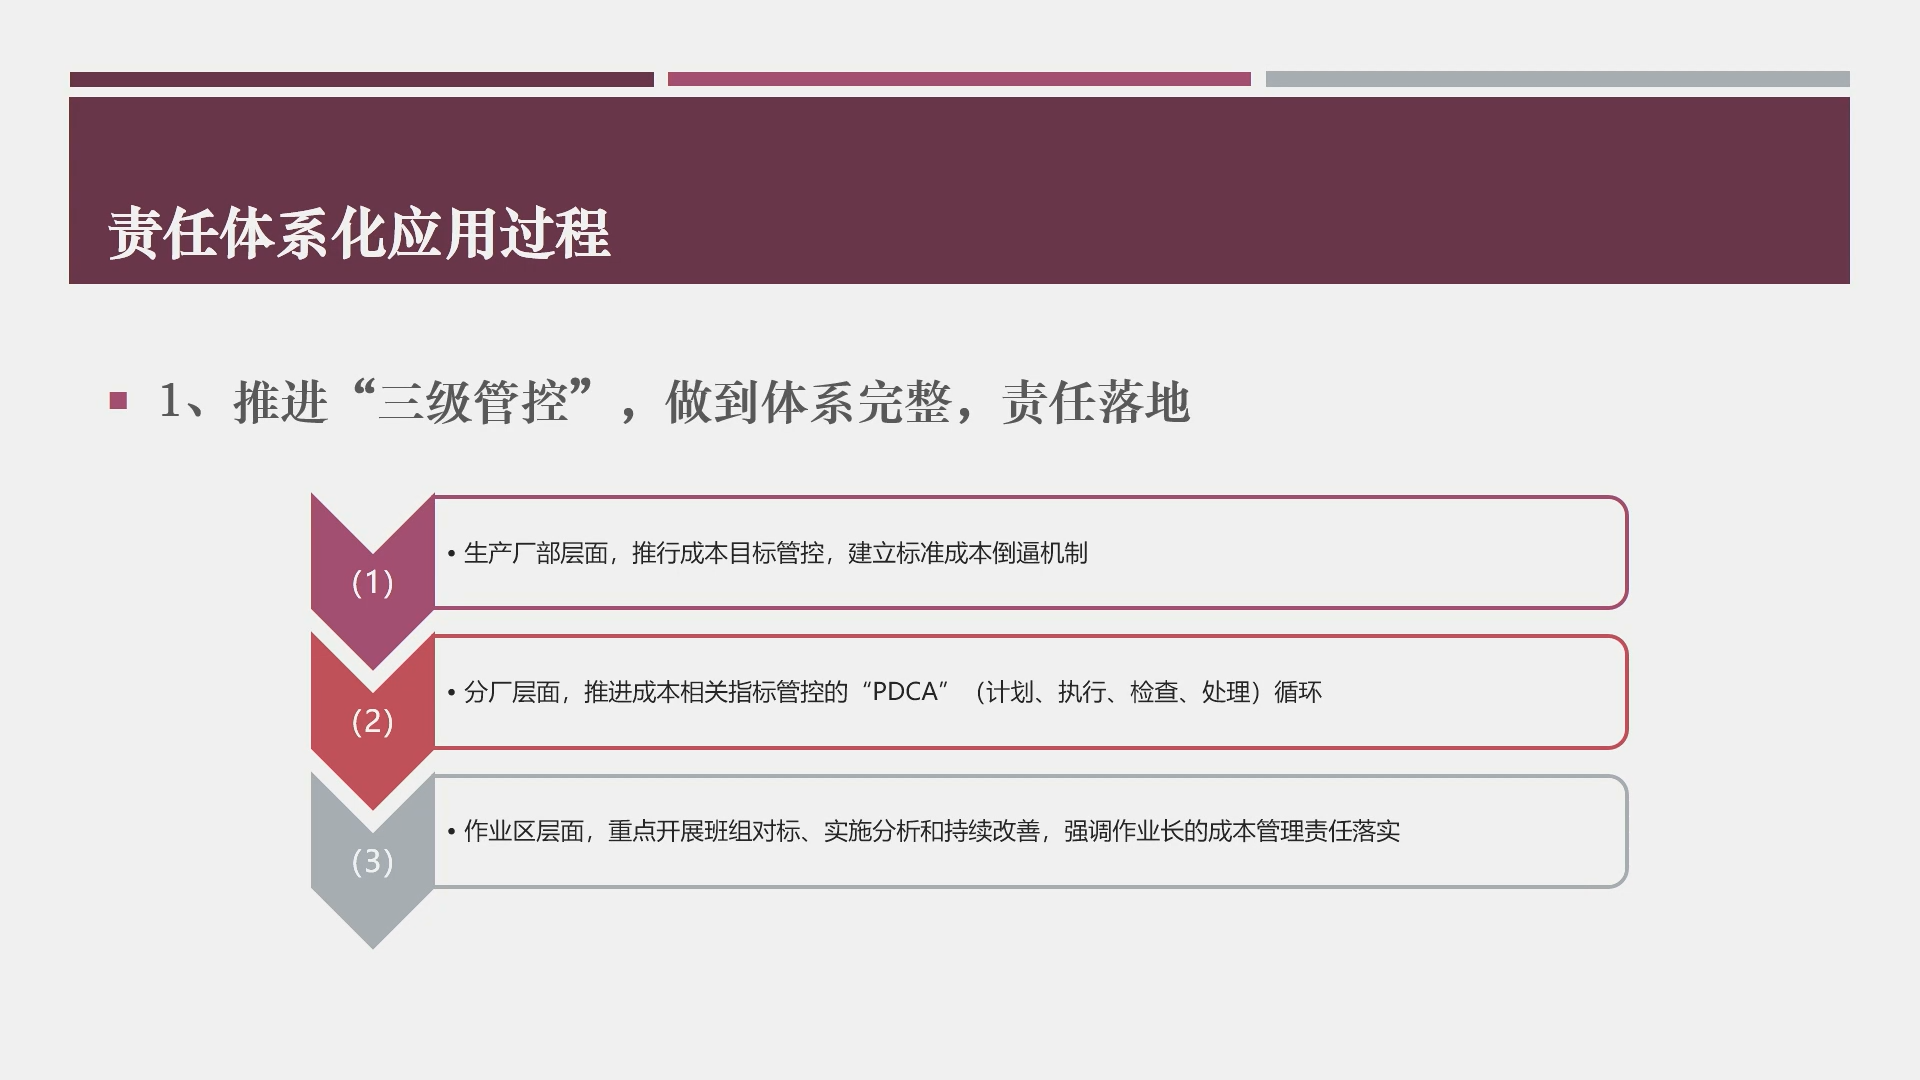 责任体系化应用过程
1、推进“三级管控”，做到体系完整，责任落地
(1)
• 生产厂部层面，推行成本目标管控，建立标准成本倒逼机制
(2)
• 分厂层面，推进成本相关指标管控的“PDCA”（计划、执行、检查、处理）循环
(3)
• 作业区层面，重点开展班组对标、实施分析和持续改善，强调作业长的成本管理责任落实